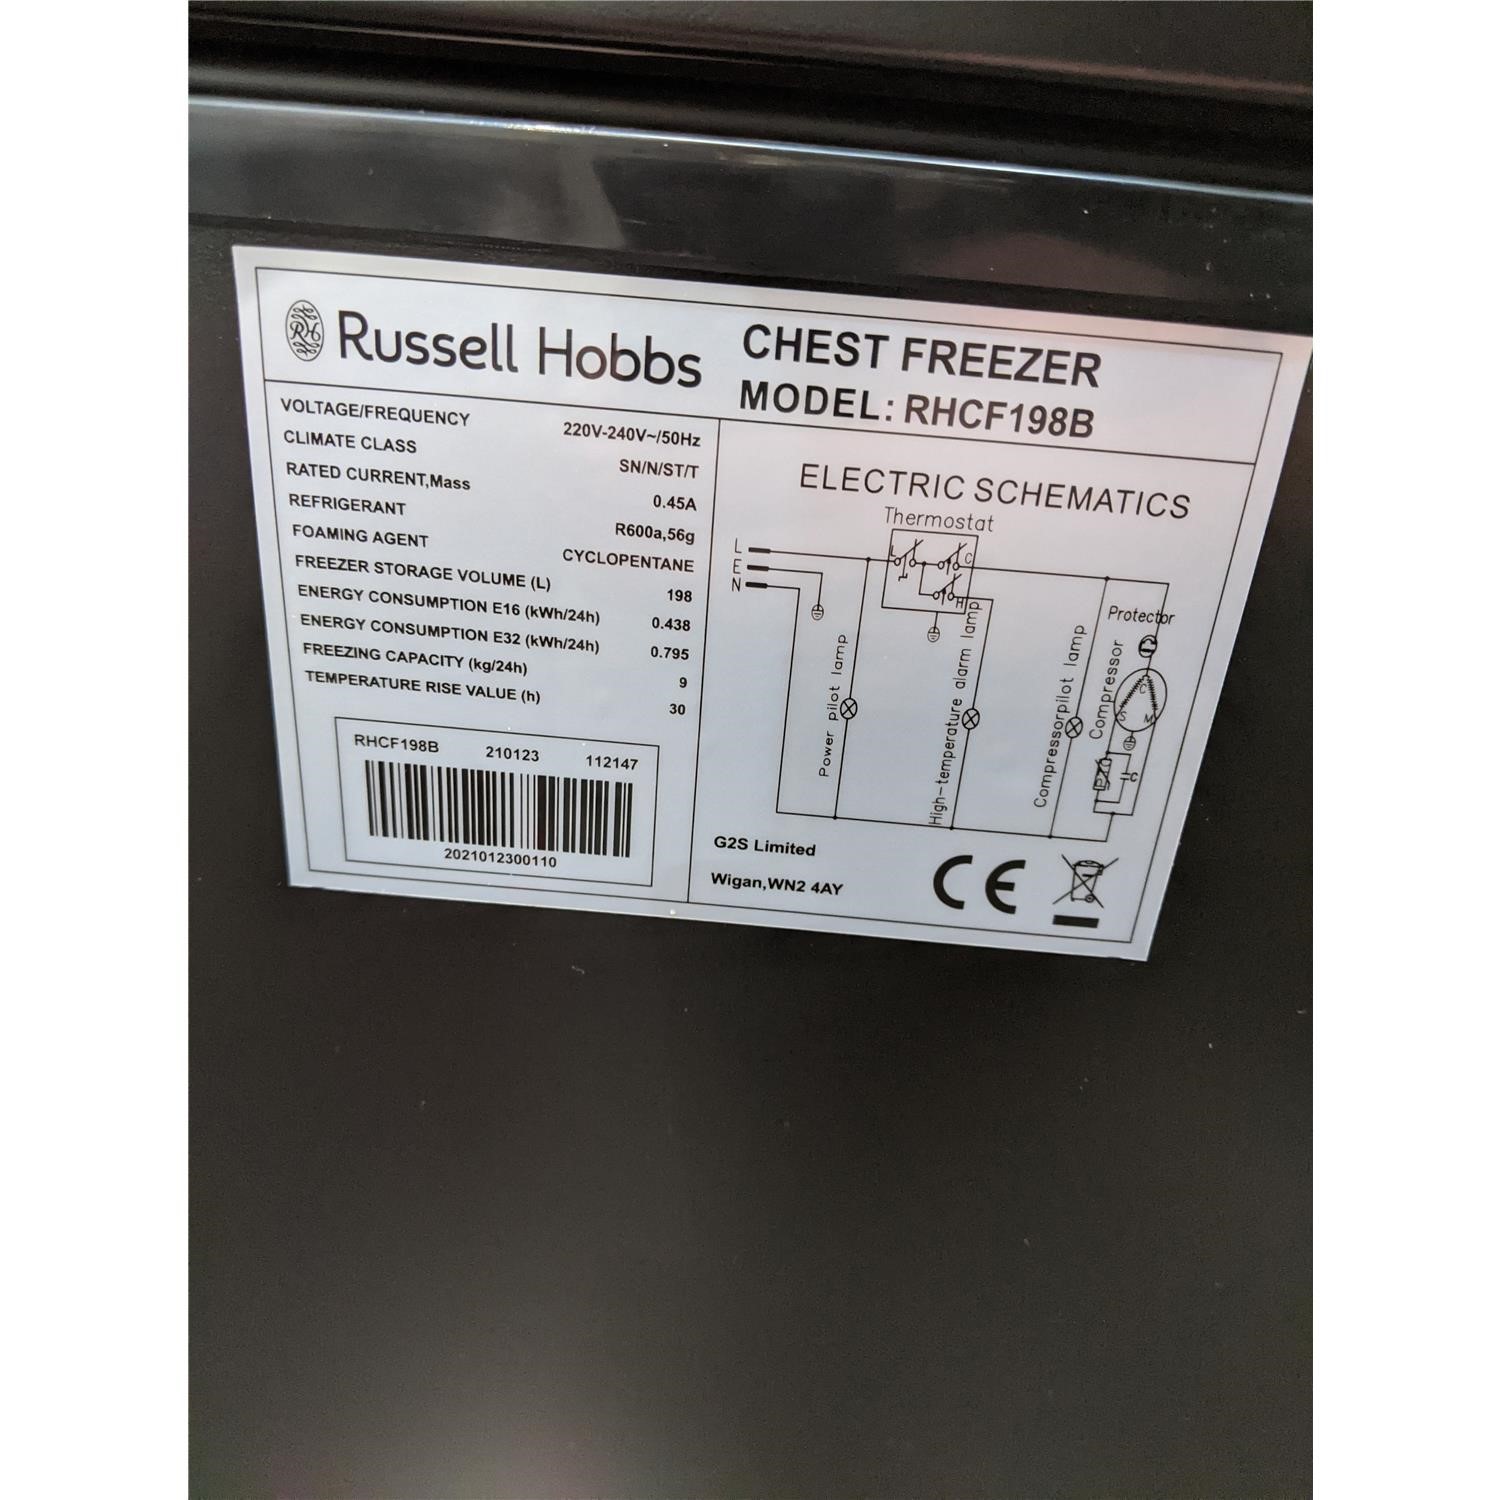 RH Russell Hobbs
CHEST FREEZER
MODEL: RHCF198B
VOLTAGE/FREQUENCY 220V-240V~/50Hz
CLIMATE CLASS SN/N/ST/T
RATED CURRENT,Mass 0.45A
REFRIGERANT R600a,56g
FOAMING AGENT CYCLOPENTANE
FREEZER STORAGE VOLUME (L) 198
ENERGY CONSUMPTION E16 (kWh/24h) 0.438
ENERGY CONSUMPTION E32 (kWh/24h) 0.795
FREEZING CAPACITY (kg/24h) 9
TEMPERATURE RISE VALUE (h) 30
RHCF198B 210123 112147
2021012300110
ELECTRIC SCHEMATICS
Thermostat
L
E
N
L
C
H
Power pilot lamp
High-temperature alarm lamp
Compressorpilot lamp
Compressor
Protector
C
S M
C
G2S Limited
Wigan,WN2 4AY
CE